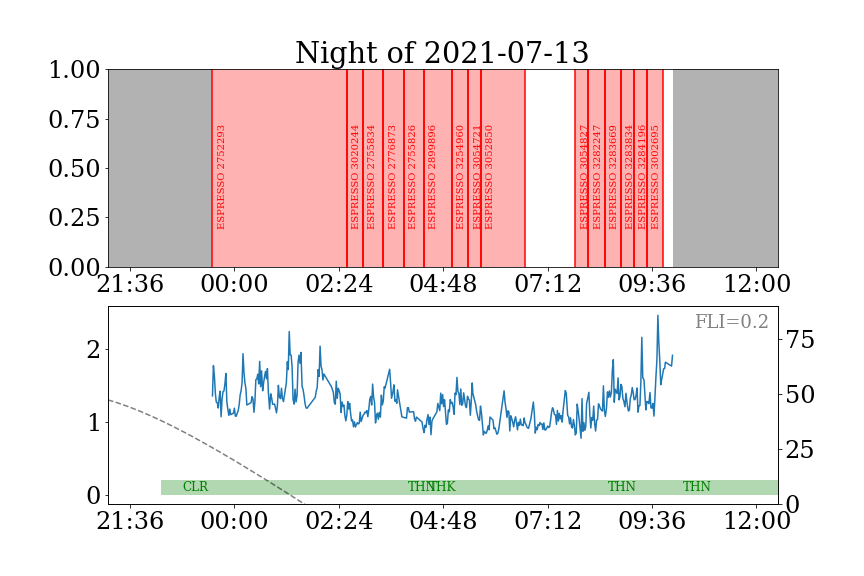 Night of 2021-07-13
1.00
0.75
0.50
0.25
0.00
ESPRESSO 2752293
ESPRESSO 3020244
ESPRESSO 2755834
ESPRESSO 2776873
ESPRESSO 2755826
ESPRESSO 2899896
ESPRESSO 3254960
ESPRESSO 3054721
ESPRESSO 3052850
ESPRESSO 3054827
ESPRESSO 3282247
ESPRESSO 3283669
ESPRESSO 3283834
ESPRESSO 3284196
ESPRESSO 3002695
21:36 00:00 02:24 04:48 07:12 09:36 12:00
FLI=0.2
2
1
0
75
50
25
0
CLR THN THK THN THN
21:36 00:00 02:24 04:48 07:12 09:36 12:00